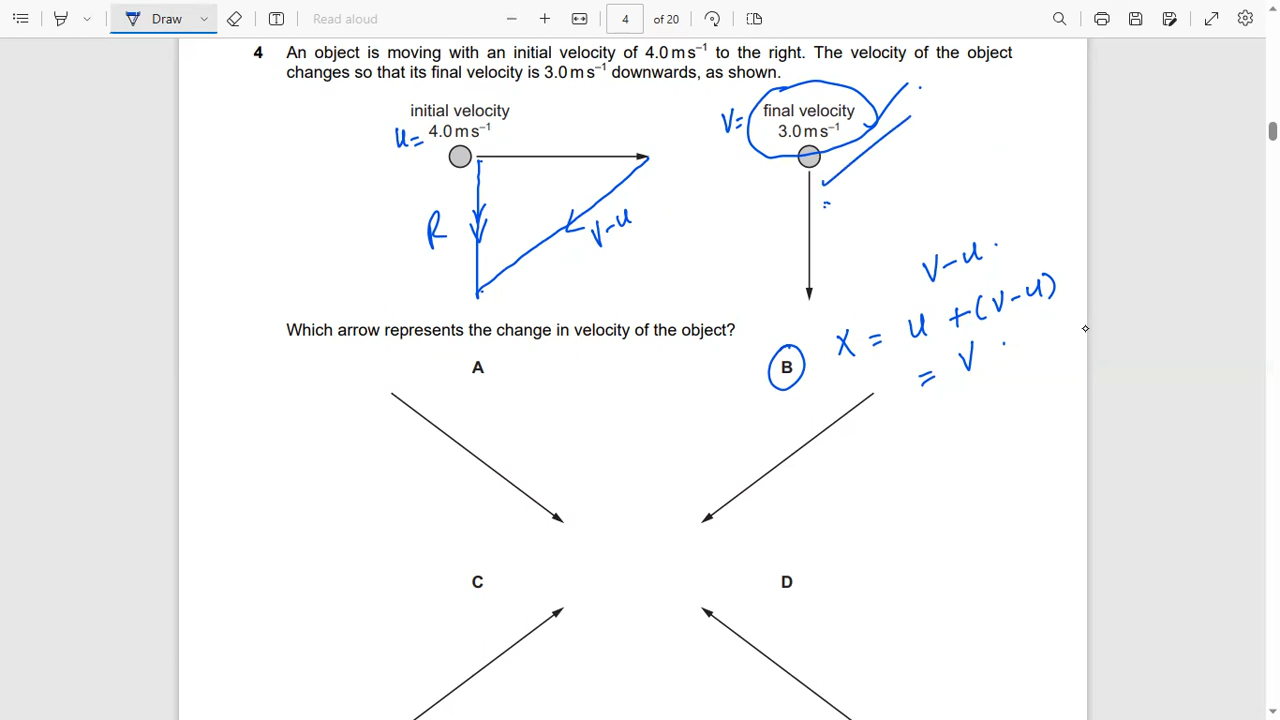 Draw
Read aloud
4 of 20
4 An object is moving with an initial velocity of 4.0 m s⁻¹ to the right. The velocity of the object
changes so that its final velocity is 3.0 m s⁻¹ downwards, as shown.
initial velocity
4.0 m s⁻¹
u=
final velocity
3.0 m s⁻¹
V=
R
V-u
V-u
X = u + (V-u)
= V
Which arrow represents the change in velocity of the object?
A
B
C
D